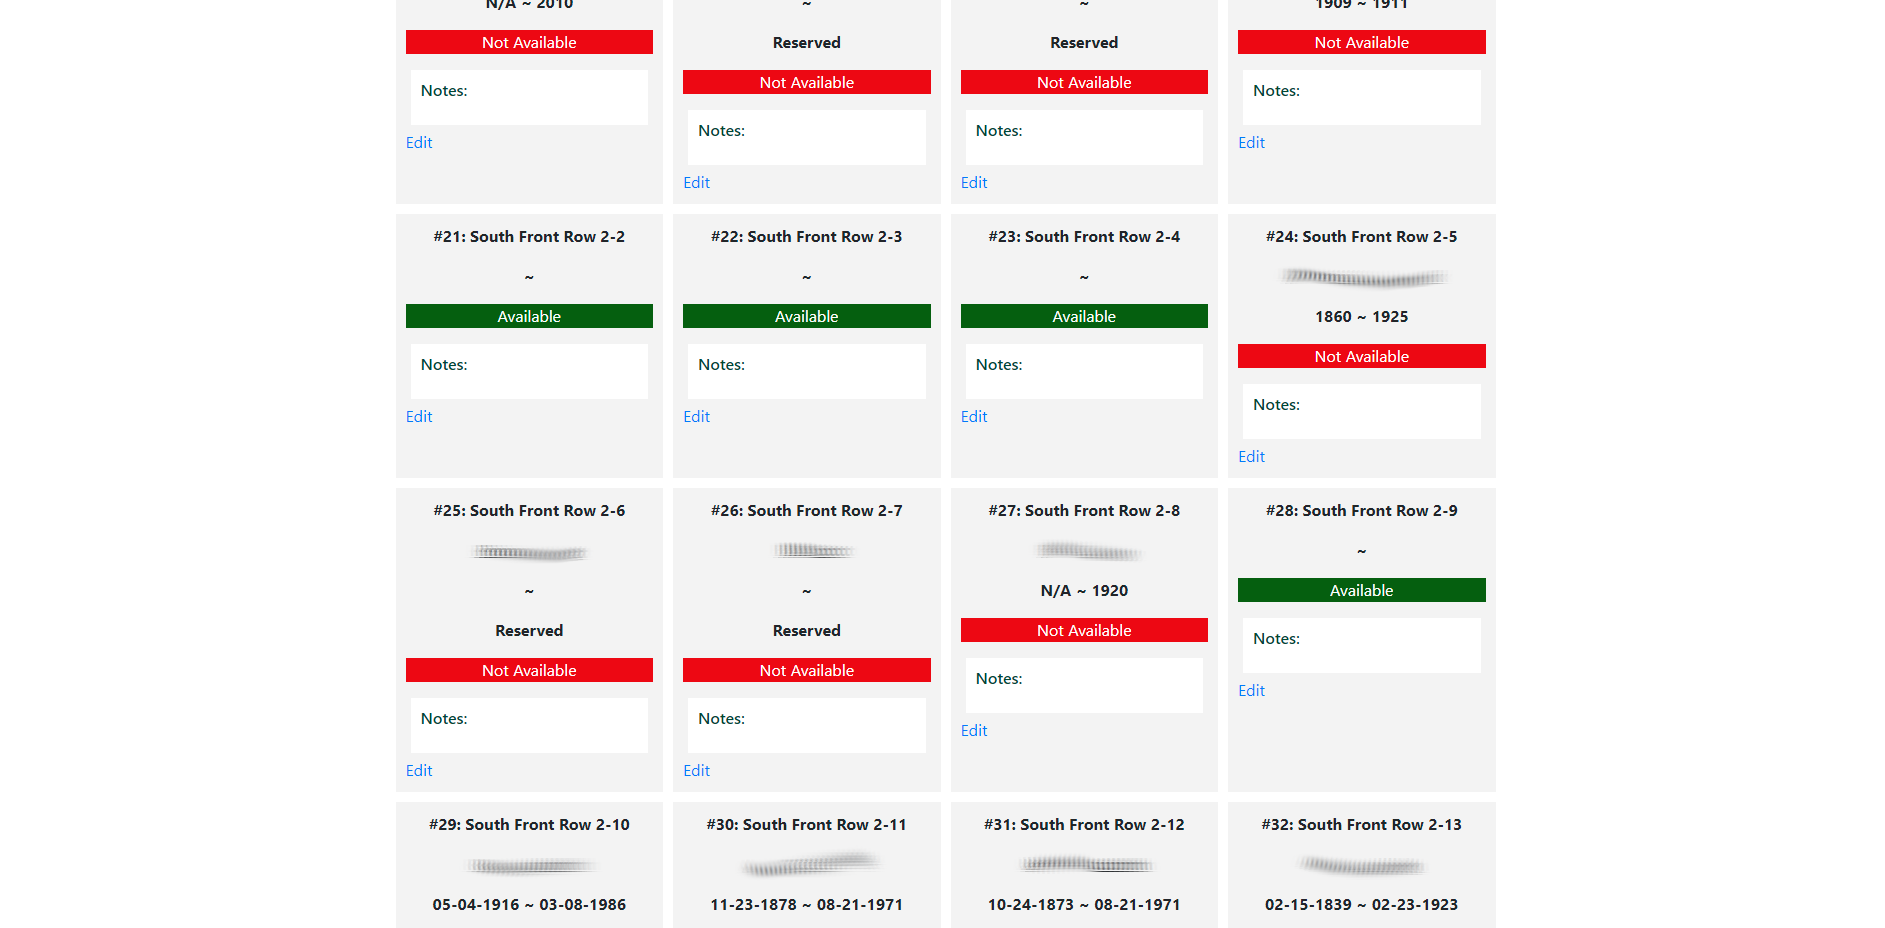 N/A ~ 2010
Not Available
Notes:
Edit
~
Reserved
Not Available
Notes:
Edit
~
Reserved
Not Available
Notes:
Edit
1909 ~ 1911
Not Available
Notes:
Edit
#21: South Front Row 2-2
~
Available
Notes:
Edit
#22: South Front Row 2-3
~
Available
Notes:
Edit
#23: South Front Row 2-4
~
Available
Notes:
Edit
#24: South Front Row 2-5
1860 ~ 1925
Not Available
Notes:
Edit
#25: South Front Row 2-6
~
Reserved
Not Available
Notes:
Edit
#26: South Front Row 2-7
~
Reserved
Not Available
Notes:
Edit
#27: South Front Row 2-8
N/A ~ 1920
Not Available
Notes:
Edit
#28: South Front Row 2-9
~
Available
Notes:
Edit
#29: South Front Row 2-10
05-04-1916 ~ 03-08-1986
#30: South Front Row 2-11
11-23-1878 ~ 08-21-1971
#31: South Front Row 2-12
10-24-1873 ~ 08-21-1971
#32: South Front Row 2-13
02-15-1839 ~ 02-23-1923